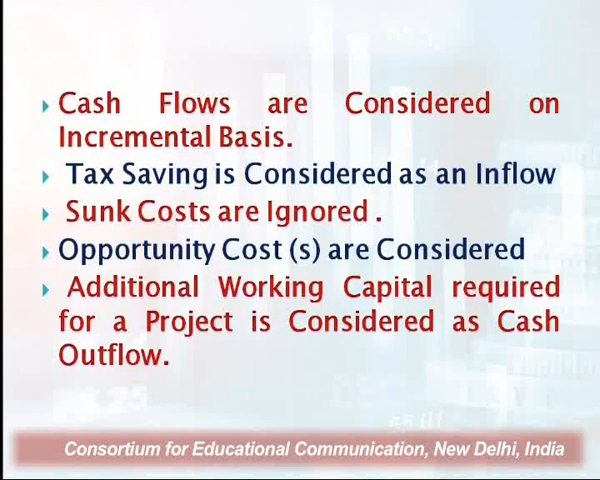 Cash Flows are Considered on
Incremental Basis.
Tax Saving is Considered as an Inflow
Sunk Costs are Ignored .
Opportunity Cost (s) are Considered
Additional Working Capital required
for a Project is Considered as Cash
Outflow.
Consortium for Educational Communication, New Delhi, India